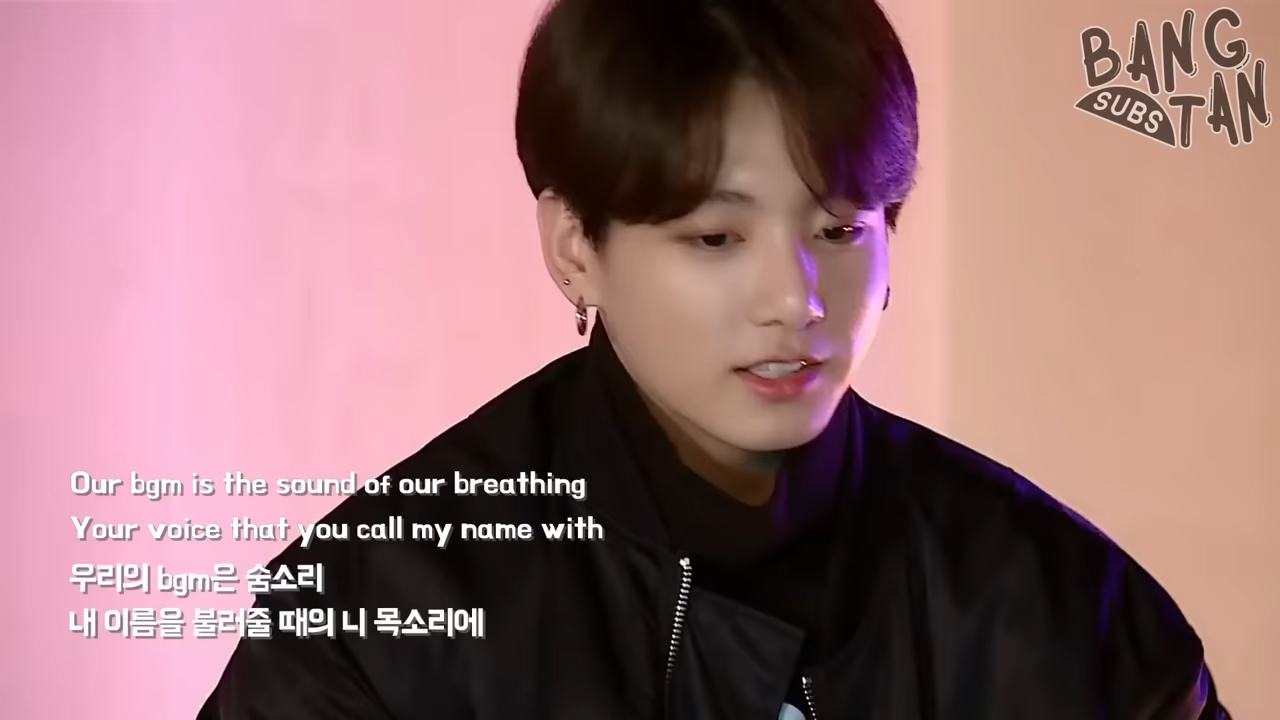 BANG
TAN
SUBS
Our bgm is the sound of our breathing
Your voice that you call my name with
우리의 bgm은 숨소리
내 이름을 불러줄 때의 니 목소리에